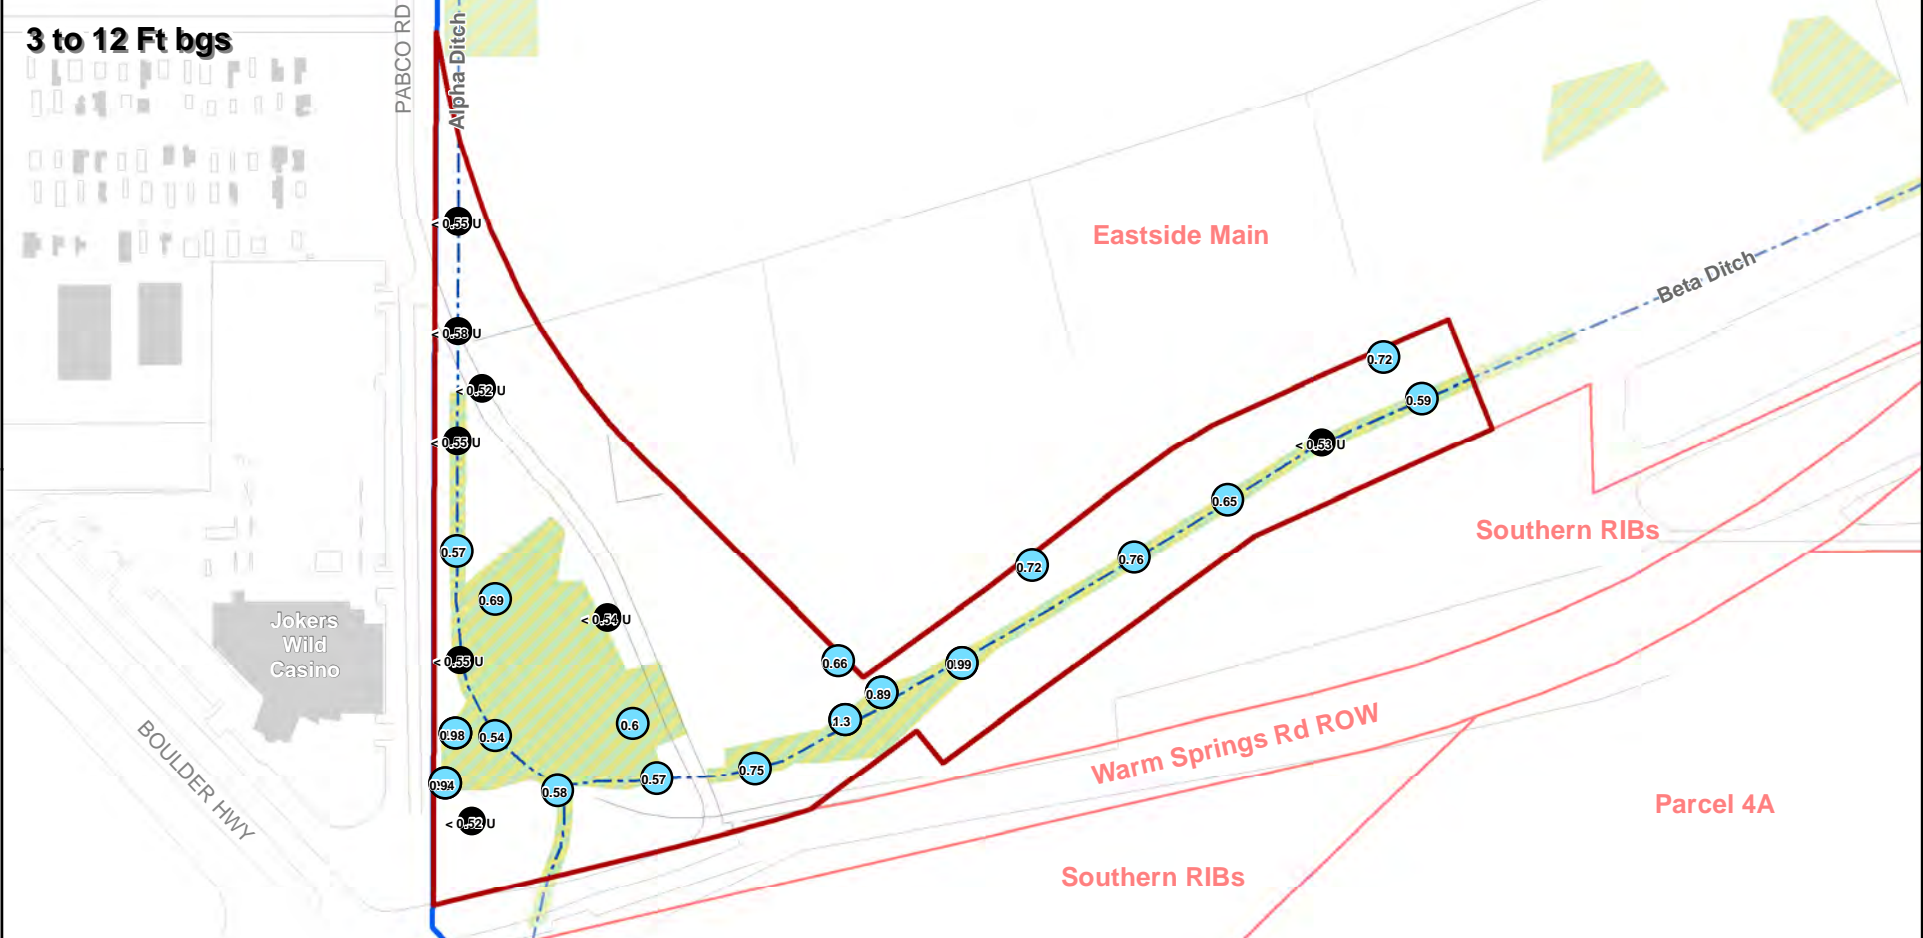 3 to 12 Ft bgs
PABCO RD
Alpha Ditch
< 0.55 U
Eastside Main
Beta Ditch
< 0.58 U
0.72
< 0.52 U
0.59
< 0.55 U
< 0.53 U
0.65
Southern RIBs
0.57
0.76
0.72
0.69
< 0.54 U
Jokers
Wild
Casino
< 0.55 U
0.66
0.99
0.89
1.3
0.6
0.98
0.54
Warm Springs Rd ROW
BOULDER HWY
0.75
0.57
0.94
0.58
Parcel 4A
< 0.52 U
Southern RIBs